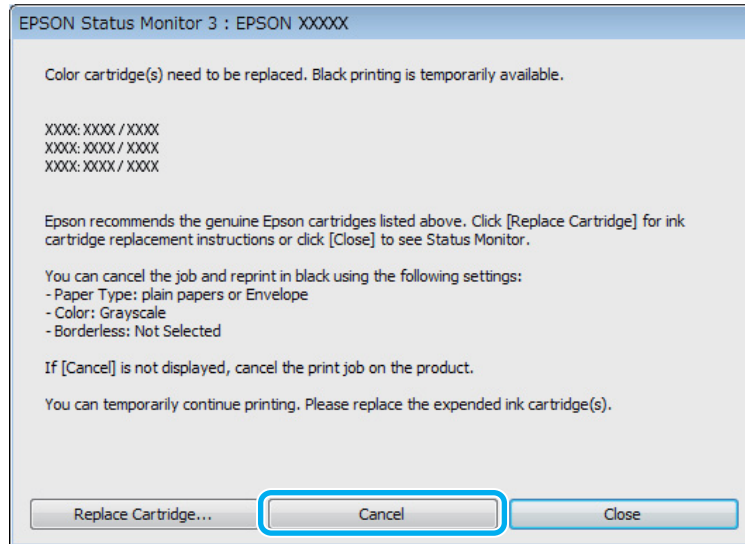 EPSON Status Monitor 3 : EPSON XXXXX
Color cartridge(s) need to be replaced. Black printing is temporarily available.
XXXX: XXXX / XXXX
XXXX: XXXX / XXXX
XXXX: XXXX / XXXX
Epson recommends the genuine Epson cartridges listed above. Click [Replace Cartridge] for ink
cartridge replacement instructions or click [Close] to see Status Monitor.
You can cancel the job and reprint in black using the following settings:
- Paper Type: plain papers or Envelope
- Color: Grayscale
- Borderless: Not Selected
If [Cancel] is not displayed, cancel the print job on the product.
You can temporarily continue printing. Please replace the expended ink cartridge(s).
Replace Cartridge... Cancel Close